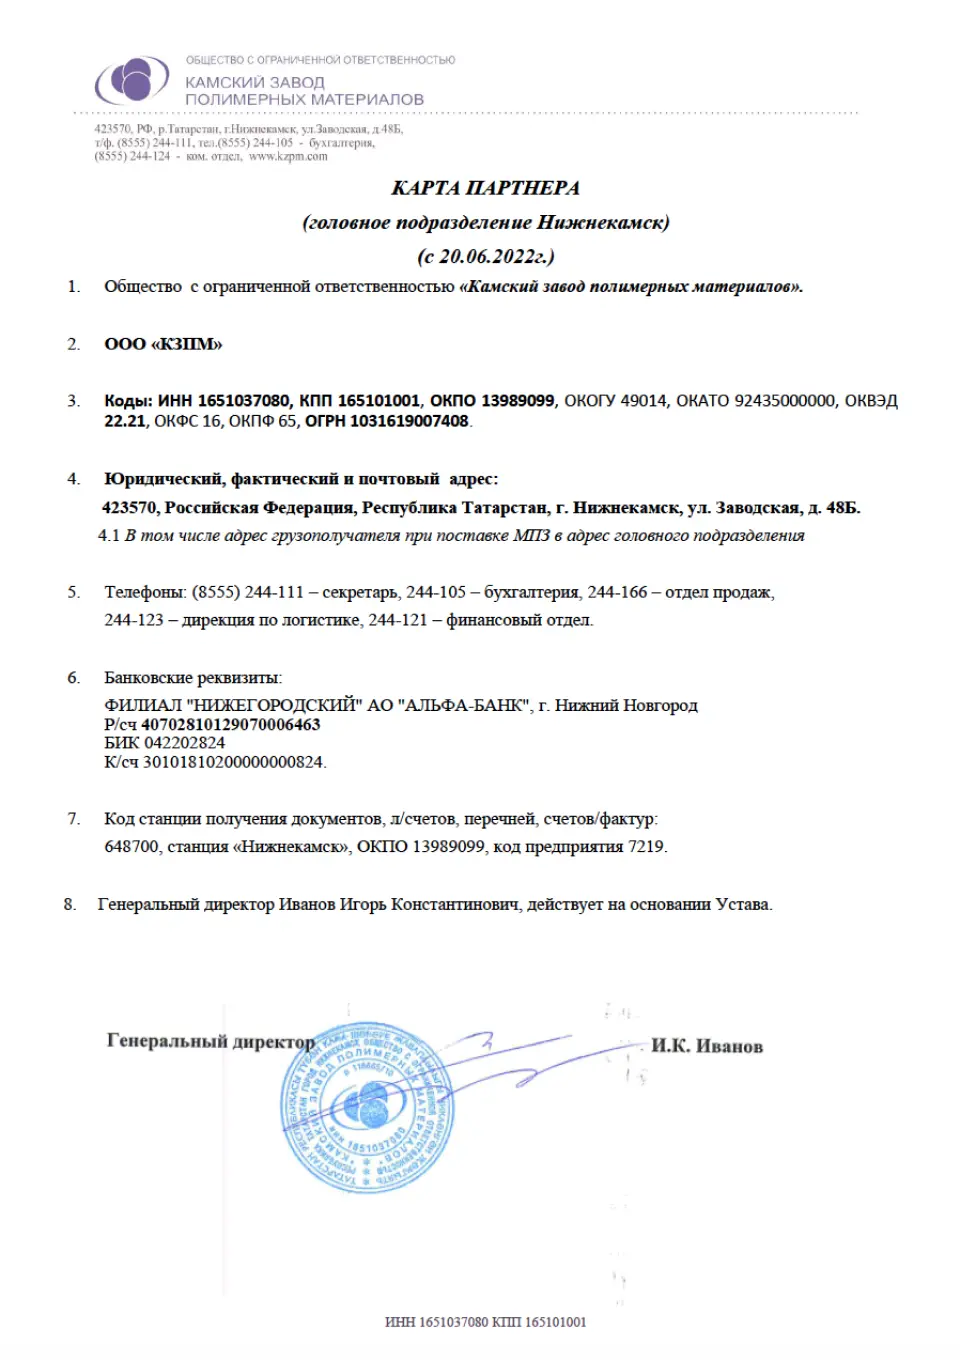 ОБЩЕСТВО С ОГРАНИЧЕННОЙ ОТВЕТСТВЕННОСТЬЮ
КАМСКИЙ ЗАВОД
ПОЛИМЕРНЫХ МАТЕРИАЛОВ
423570, РФ, р.Татарстан, г.Нижнекамск, ул.Заводская, д.48Б,
т/ф. (8555) 244-111, тел.(8555) 244-105 - бухгалтерия,
(8555) 244-124 - ком. отдел, www.kzpm.com
КАРТА ПАРТНЕРА
(головное подразделение Нижнекамск)
(с 20.06.2022г.)
1. Общество с ограниченной ответственностью «Камский завод полимерных материалов».
2. ООО «КЗПМ»
3. Коды: ИНН 1651037080, КПП 165101001, ОКПО 13989099, ОКОГУ 49014, ОКАТО 92435000000, ОКВЭД
22.21, ОКФС 16, ОКПФ 65, ОГРН 1031619007408.
4. Юридический, фактический и почтовый адрес:
423570, Российская Федерация, Республика Татарстан, г. Нижнекамск, ул. Заводская, д. 48Б.
4.1 В том числе адрес грузополучателя при поставке МПЗ в адрес головного подразделения
5. Телефоны: (8555) 244-111 – секретарь, 244-105 – бухгалтерия, 244-166 – отдел продаж,
244-123 – дирекция по логистике, 244-121 – финансовый отдел.
6. Банковские реквизиты:
ФИЛИАЛ "НИЖЕГОРОДСКИЙ" АО "АЛЬФА-БАНК", г. Нижний Новгород
Р/сч 40702810129070006463
БИК 042202824
К/сч 30101810200000000824.
7. Код станции получения документов, л/счетов, перечней, счетов/фактур:
648700, станция «Нижнекамск», ОКПО 13989099, код предприятия 7219.
8. Генеральный директор Иванов Игорь Константинович, действует на основании Устава.
Генеральный директор
И.К. Иванов
КАМСКИЙ ЗАВОД ПОЛИМЕРНЫХ МАТЕРИАЛОВ
ИНН 1651037080
ИНН 1651037080 КПП 165101001